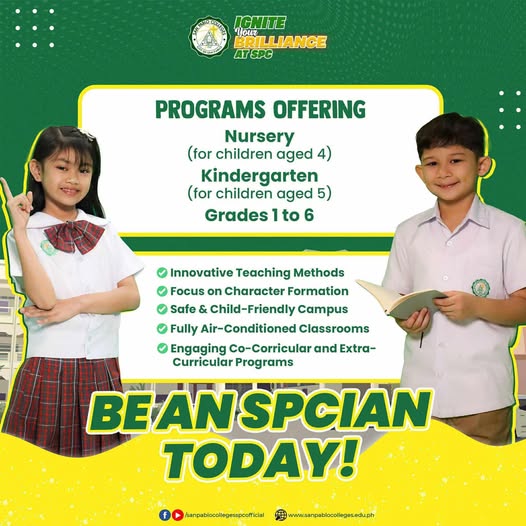 IGNITE
Your
BRILLIANCE
AT SPC
PROGRAMS OFFERING
Nursery
(for children aged 4)
Kindergarten
(for children aged 5)
Grades 1 to 6
Innovative Teaching Methods
Focus on Character Formation
Safe & Child-Friendly Campus
Fully Air-Conditioned Classrooms
Engaging Co-Corricular and Extra-
Curricular Programs
BE AN SPCIAN
TODAY!
/sanpablocollegesspcofficial
www.sanpablocolleges.edu.ph